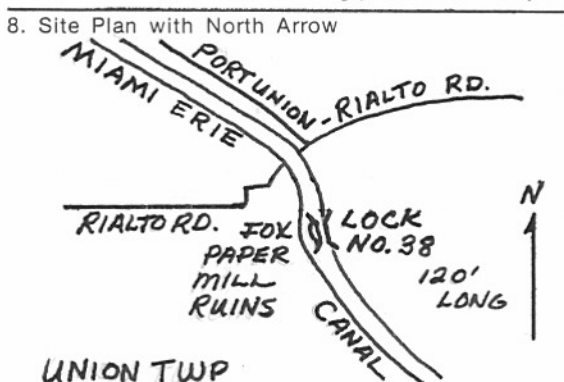 8. Site Plan with North Arrow
PORTUNION - RIALTO RD.
MIAMI ERIE
N
RIALTO RD.
FOX
PAPER
MILL
RUINS
LOCK
NO. 38
120'
LONG
CANAL
UNION TWP